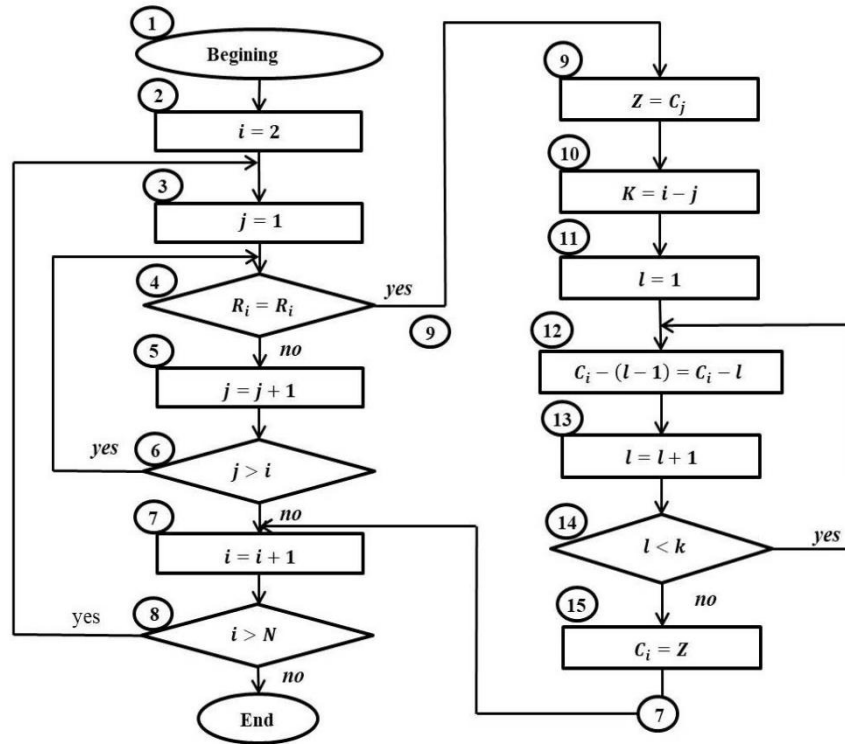 1
Begining
2
i = 2
3
j = 1
4
R_i = R_i
yes
9
no
5
j = j + 1
6
yes
j > i
no
7
i = i + 1
8
yes
i > N
no
End
9
Z = C_j
10
K = i − j
11
l = 1
12
C_i − (l − 1) = C_i − l
13
l = l + 1
14
l < k
yes
no
15
C_i = Z
7